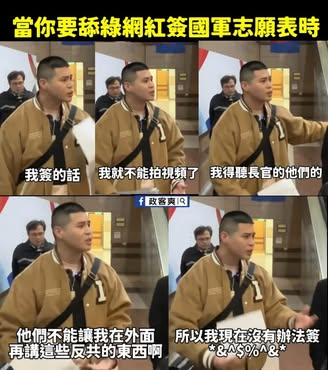 當你要舔綠網紅簽國軍志願表時
我簽的話
我就不能拍視頻了
我得聽長官的他們的
政客爽
他們不能讓我在外面
再講這些反共的東西啊
所以我現在沒有辦法簽
*&^$%^&*